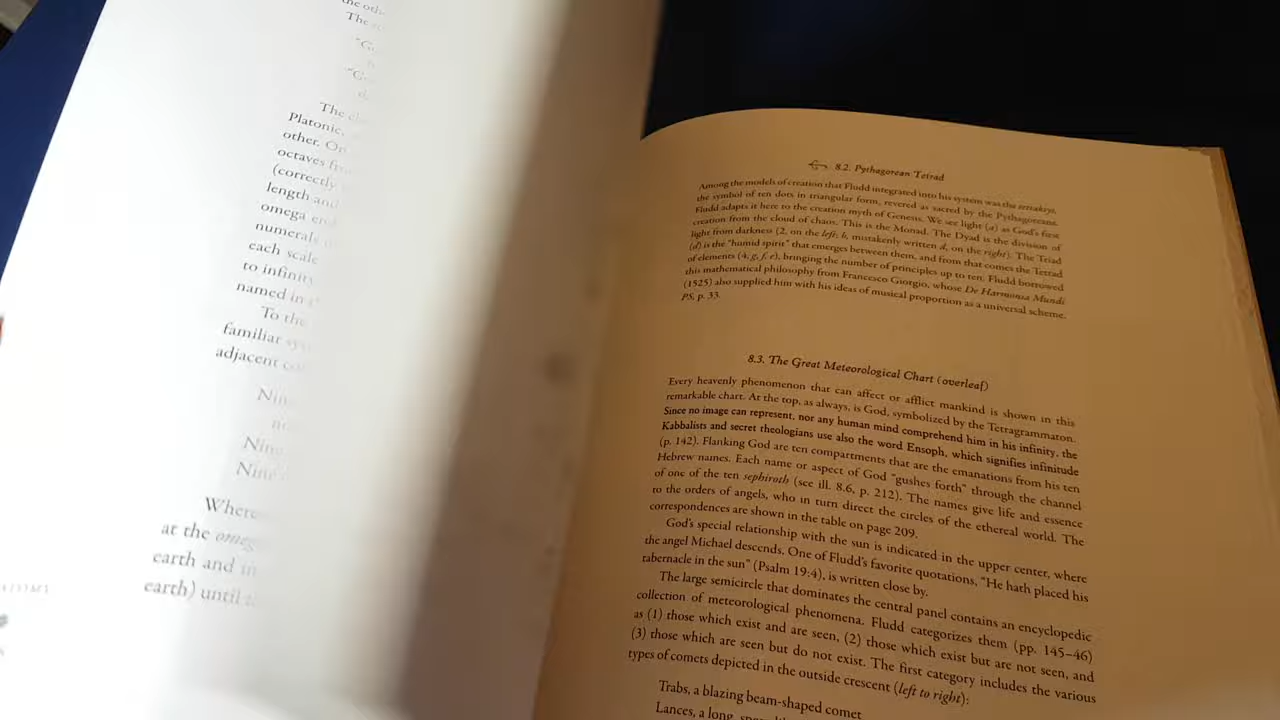 the oth
The
"G
"G
The
Platonic.
other. On
octaves
(correctly
length and
omega
numerals
each scale
to infinity
named in
To the
familiar
adjacent
Nin
Nin
Nin
Where
at the omeg
earth and in
earth) until
8.2. Pythagorean Tetrad
Among the models of creation that Fludd integrated into his system was the tetraktys,
the symbol of ten dots in triangular form, revered as sacred by the Pythagoreans.
Fludd adapts it here to the creation myth of Genesis. We see light (a) as God's first
creation from the cloud of chaos. This is the Monad. The Dyad is the division of
light from darkness (2, on the left; b, mistakenly written d, on the right). The Triad
(d) is the "humid spirit" that emerges between them, and from that comes the Tetrad
of elements (4, g, f, e), bringing the number of principles up to ten. Fludd borrowed
this mathematical philosophy from Francesco Giorgio, whose De Harmonia Mundi
(1525) also supplied him with his ideas of musical proportion as a universal scheme.
PS, p. 33.
8.3. The Great Meteorological Chart (overleaf)
Every heavenly phenomenon that can affect or afflict mankind is shown in this
remarkable chart. At the top, as always, is God, symbolized by the Tetragrammaton.
Since no image can represent, nor any human mind comprehend him in his infinity, the
Kabbalists and secret theologians use also the word Ensoph, which signifies infinitude
(p. 142). Flanking God are ten compartments that are the emanations from his ten
Hebrew names. Each name or aspect of God "gushes forth" through the channel
of one of the ten sephiroth (see ill. 8.6, p. 212). The names give life and essence
to the orders of angels, who in turn direct the circles of the ethereal world. The
correspondences are shown in the table on page 209.
God's special relationship with the sun is indicated in the upper center, where
the angel Michael descends. One of Fludd's favorite quotations, "He hath placed his
tabernacle in the sun" (Psalm 19:4), is written close by.
The large semicircle that dominates the central panel contains an encyclopedic
collection of meteorological phenomena. Fludd categorizes them (pp. 145–46)
as (1) those which exist and are seen, (2) those which exist but are not seen, and
(3) those which are seen but do not exist. The first category includes the various
types of comets depicted in the outside crescent (left to right):
Trabs, a blazing beam-shaped comet
Lances, a long,